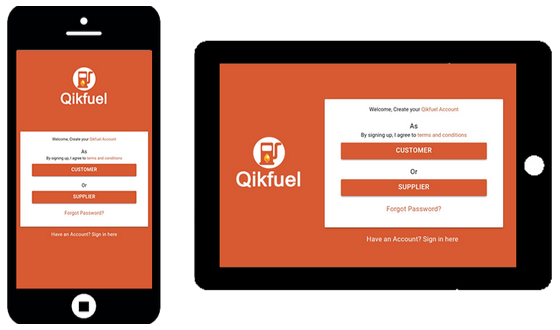 Qikfuel
Welcome, Create your Qikfuel Account
As
By signing up, I agree to terms and conditions
CUSTOMER
Or
SUPPLIER
Forgot Password?
Have an Account? Sign in here
Qikfuel
Welcome, Create your Qikfuel Account
As
By signing up, I agree to terms and conditions
CUSTOMER
Or
SUPPLIER
Forgot Password?
Have an Account? Sign in here